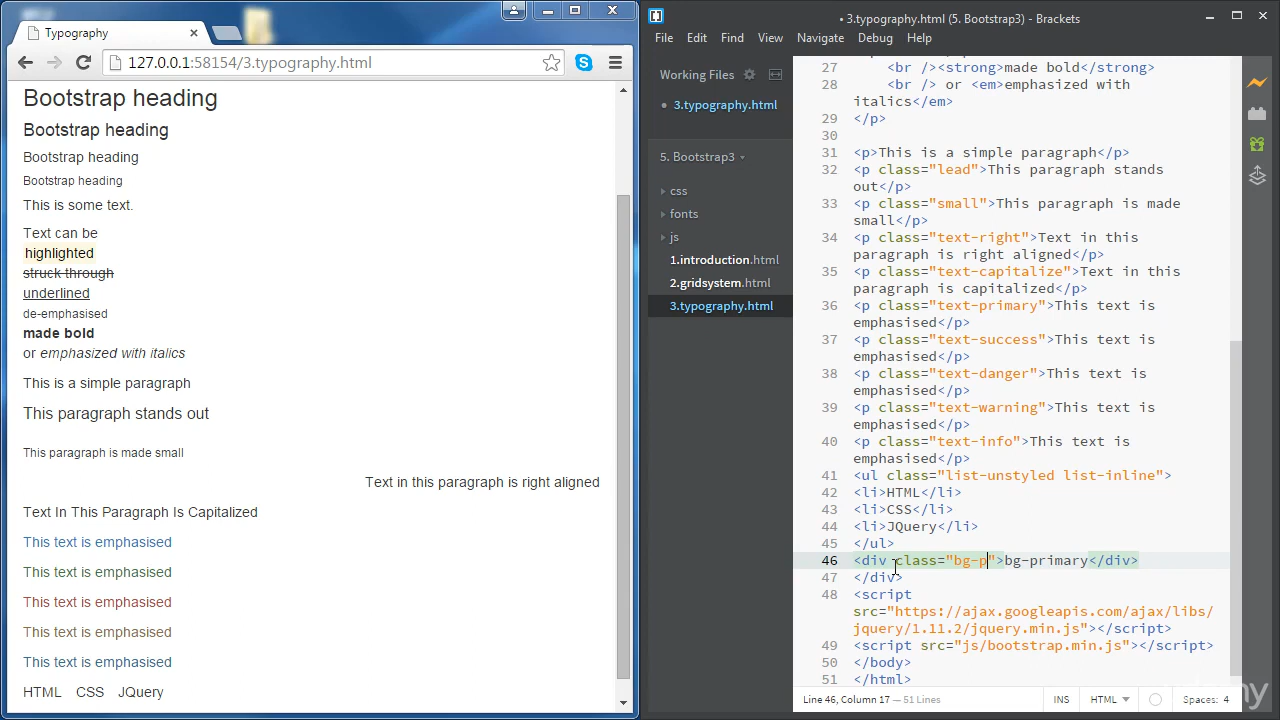 Typography
127.0.0.1:58154/3.typography.html
Bootstrap heading
Bootstrap heading
Bootstrap heading
Bootstrap heading
This is some text.
Text can be
highlighted
struck through
underlined
de-emphasised
made bold
or emphasized with italics
This is a simple paragraph
This paragraph stands out
This paragraph is made small
Text in this paragraph is right aligned
Text In This Paragraph Is Capitalized
This text is emphasised
This text is emphasised
This text is emphasised
This text is emphasised
This text is emphasised
HTML CSS JQuery
• 3.typography.html (5. Bootstrap3) - Brackets
File Edit Find View Navigate Debug Help
Working Files
• 3.typography.html
5. Bootstrap3
css
fonts
js
1.introduction.html
2.gridsystem.html
3.typography.html
27 <br /><strong>made bold</strong>
28 <br /> or <em>emphasized with
italics</em>
29 </p>
30
31 <p>This is a simple paragraph</p>
32 <p class="lead">This paragraph stands
out</p>
33 <p class="small">This paragraph is made
small</p>
34 <p class="text-right">Text in this
paragraph is right aligned</p>
35 <p class="text-capitalize">Text in this
paragraph is capitalized</p>
36 <p class="text-primary">This text is
emphasised</p>
37 <p class="text-success">This text is
emphasised</p>
38 <p class="text-danger">This text is
emphasised</p>
39 <p class="text-warning">This text is
emphasised</p>
40 <p class="text-info">This text is
emphasised</p>
41 <ul class="list-unstyled list-inline">
42 <li>HTML</li>
43 <li>CSS</li>
44 <li>JQuery</li>
45 </ul>
46 <div class="bg-p">bg-primary</div>
47 </div>
48 <script
src="https://ajax.googleapis.com/ajax/libs/
jquery/1.11.2/jquery.min.js"></script>
49 <script src="js/bootstrap.min.js"></script>
50 </body>
51 </html>
Line 46, Column 17 — 51 Lines INS HTML Spaces: 4